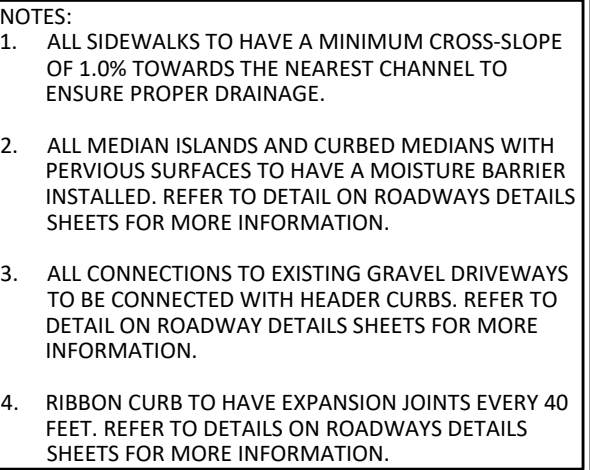 NOTES:
1. ALL SIDEWALKS TO HAVE A MINIMUM CROSS-SLOPE
OF 1.0% TOWARDS THE NEAREST CHANNEL TO
ENSURE PROPER DRAINAGE.
2. ALL MEDIAN ISLANDS AND CURBED MEDIANS WITH
PERVIOUS SURFACES TO HAVE A MOISTURE BARRIER
INSTALLED. REFER TO DETAIL ON ROADWAYS DETAILS
SHEETS FOR MORE INFORMATION.
3. ALL CONNECTIONS TO EXISTING GRAVEL DRIVEWAYS
TO BE CONNECTED WITH HEADER CURBS. REFER TO
DETAIL ON ROADWAY DETAILS SHEETS FOR MORE
INFORMATION.
4. RIBBON CURB TO HAVE EXPANSION JOINTS EVERY 40
FEET. REFER TO DETAILS ON ROADWAYS DETAILS
SHEETS FOR MORE INFORMATION.